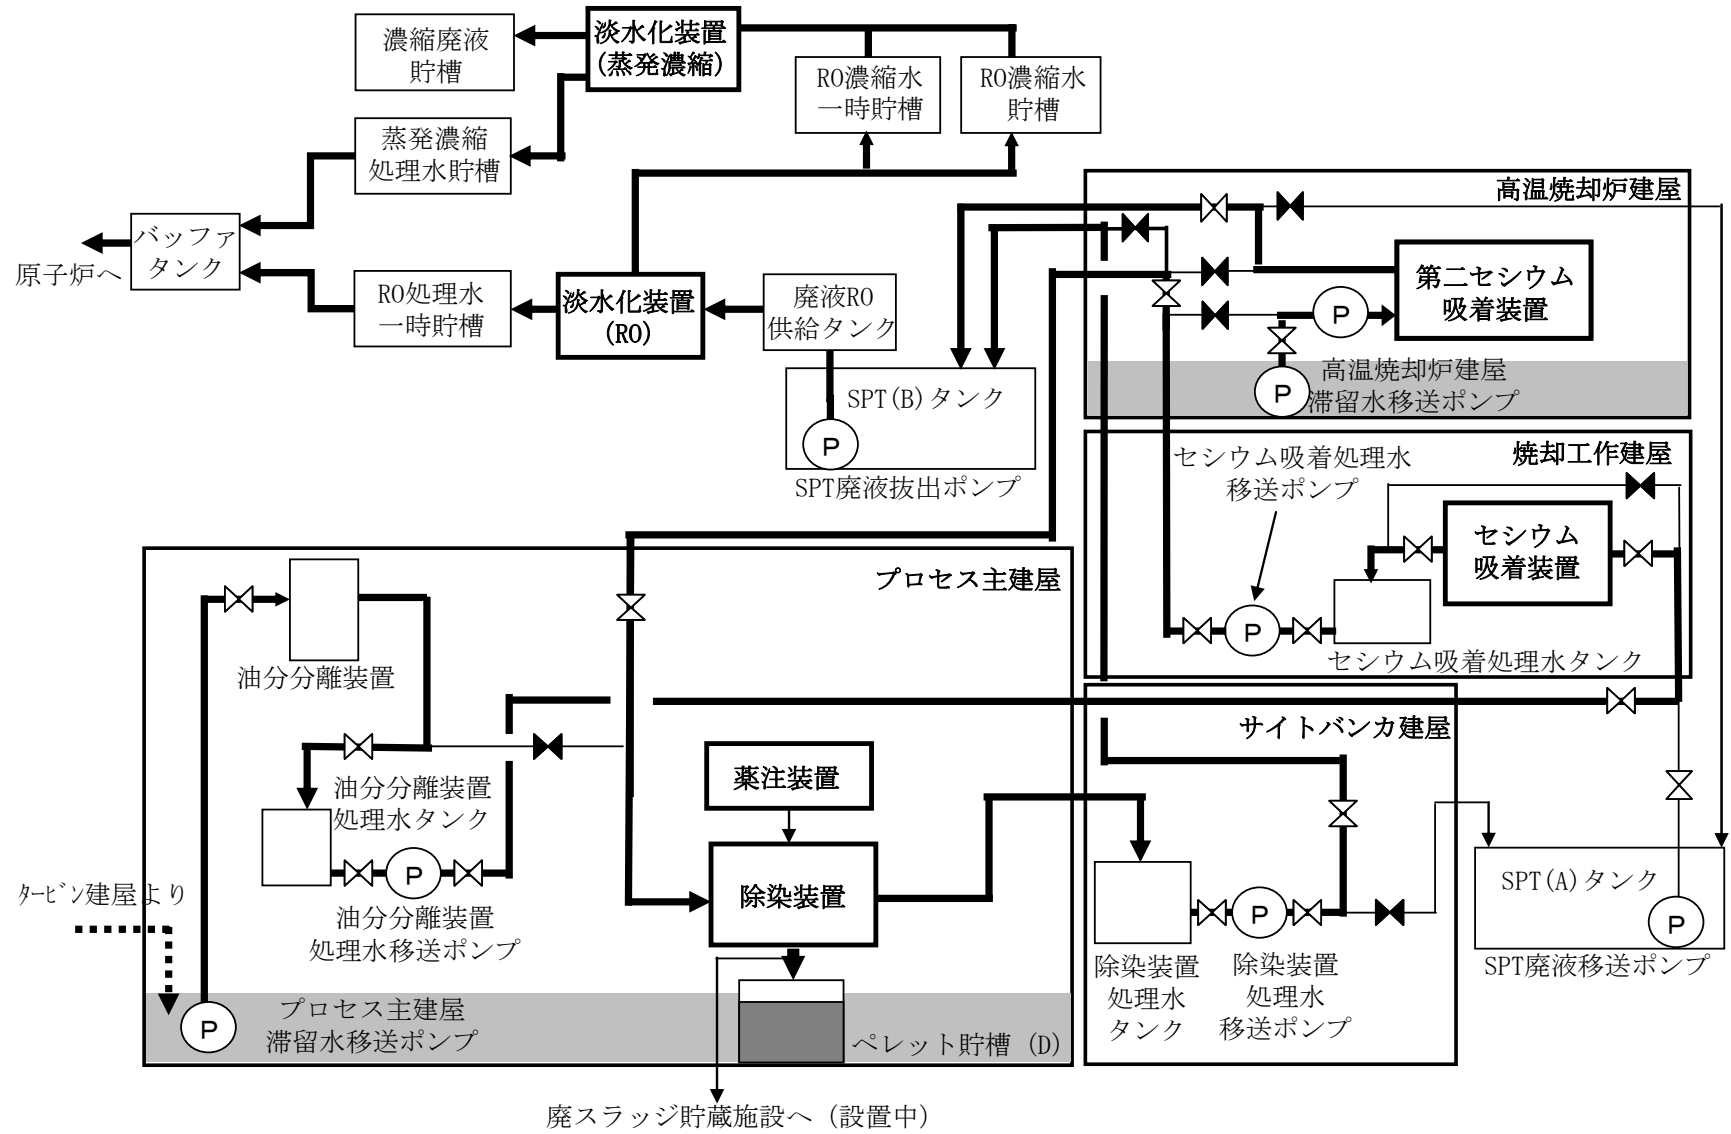 濃縮廃液
貯槽
淡水化装置
(蒸発濃縮)
RO濃縮水
一時貯槽
RO濃縮水
貯槽
蒸発濃縮
処理水貯槽
高温焼却炉建屋
バッファ
タンク
原子炉へ
RO処理水
一時貯槽
淡水化装置
(RO)
廃液RO
供給タンク
第二セシウム
吸着装置
P
高温焼却炉建屋
滞留水移送ポンプ
P
SPT(B)タンク
P
SPT廃液抜出ポンプ
セシウム吸着処理水
移送ポンプ
焼却工作建屋
セシウム
吸着装置
P
セシウム吸着処理水タンク
プロセス主建屋
油分分離装置
サイトバンカ建屋
油分分離装置
処理水タンク
薬注装置
P
油分分離装置
処理水移送ポンプ
除染装置
タービン建屋より
P
SPT(A)タンク
P
SPT廃液移送ポンプ
除染装置
処理水
タンク
除染装置
処理水
移送ポンプ
P
プロセス主建屋
滞留水移送ポンプ
ペレット貯槽(D)
廃スラッジ貯蔵施設へ(設置中)